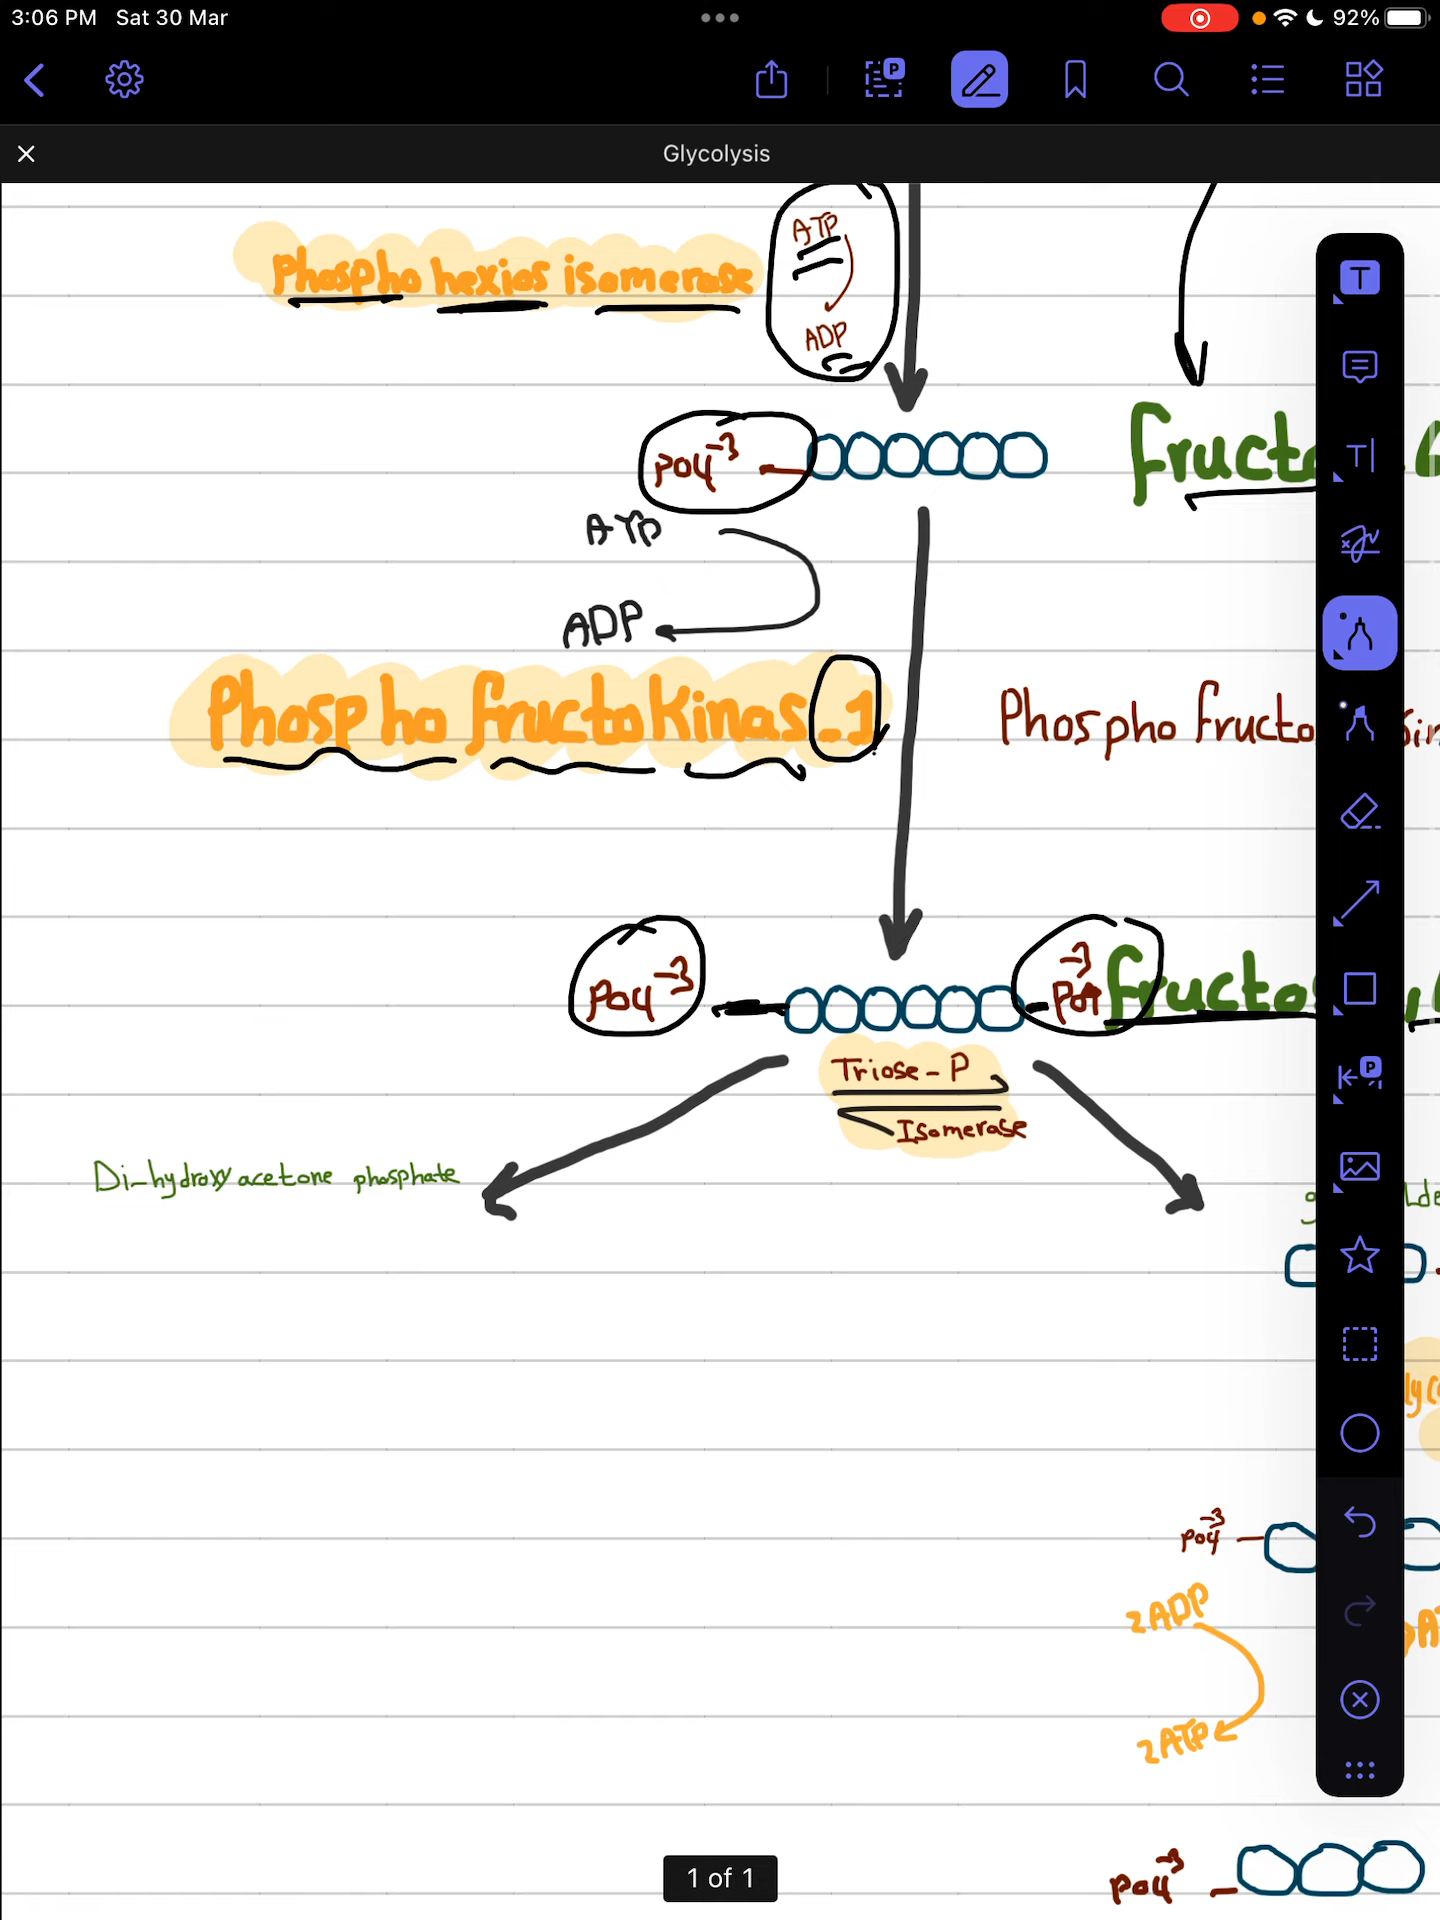 3:06 PM Sat 30 Mar
92%
Glycolysis
ATP
Phospho hexios isomerase
ADP
po4-3
fructo
ATP
ADP
Phospho fructo kinas-1
Phospho fructo
po4-3
-3
po4
fructo
Triose-P
Isomerase
Di-hydroxy acetone phosphate
po4-3
2ADP
2ATP
1 of 1
po4-3